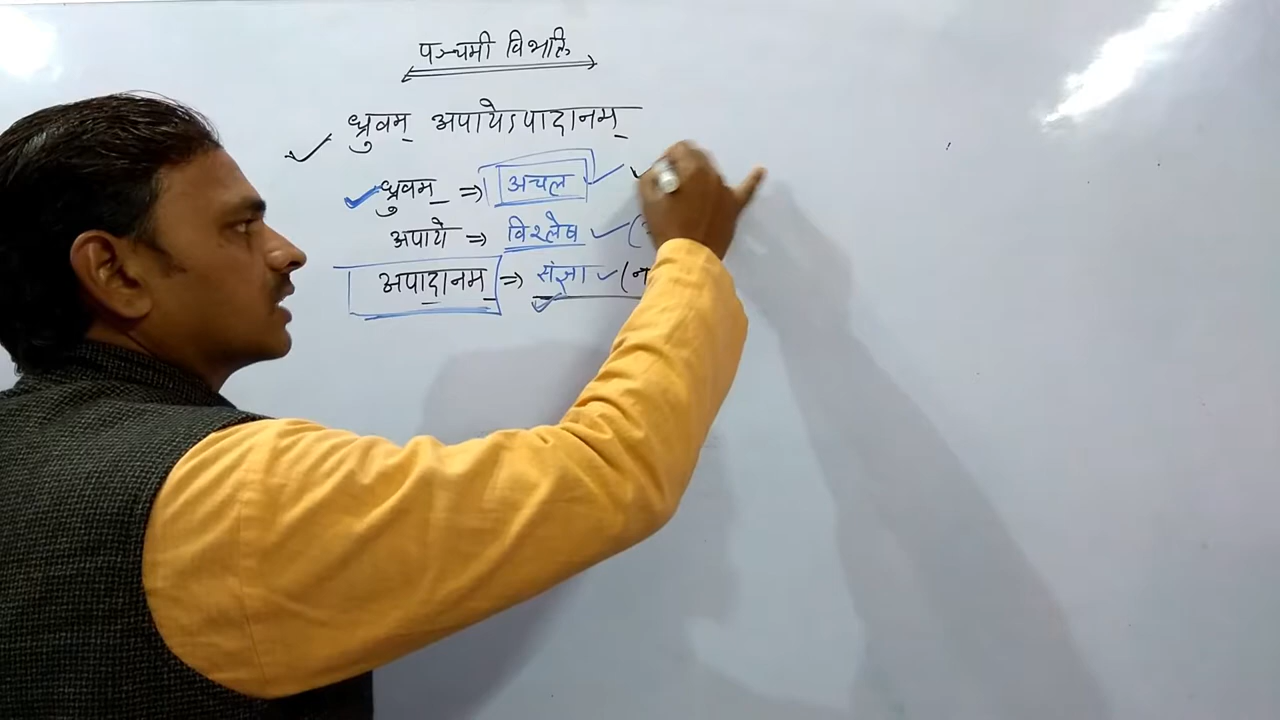 पञ्चमी विभक्ति
ध्रुवम् अपायेऽपादानम्
ध्रुवम् ⇒ अचल
अपाये ⇒ विश्लेष (
अपादानम् ⇒ संज्ञा (न